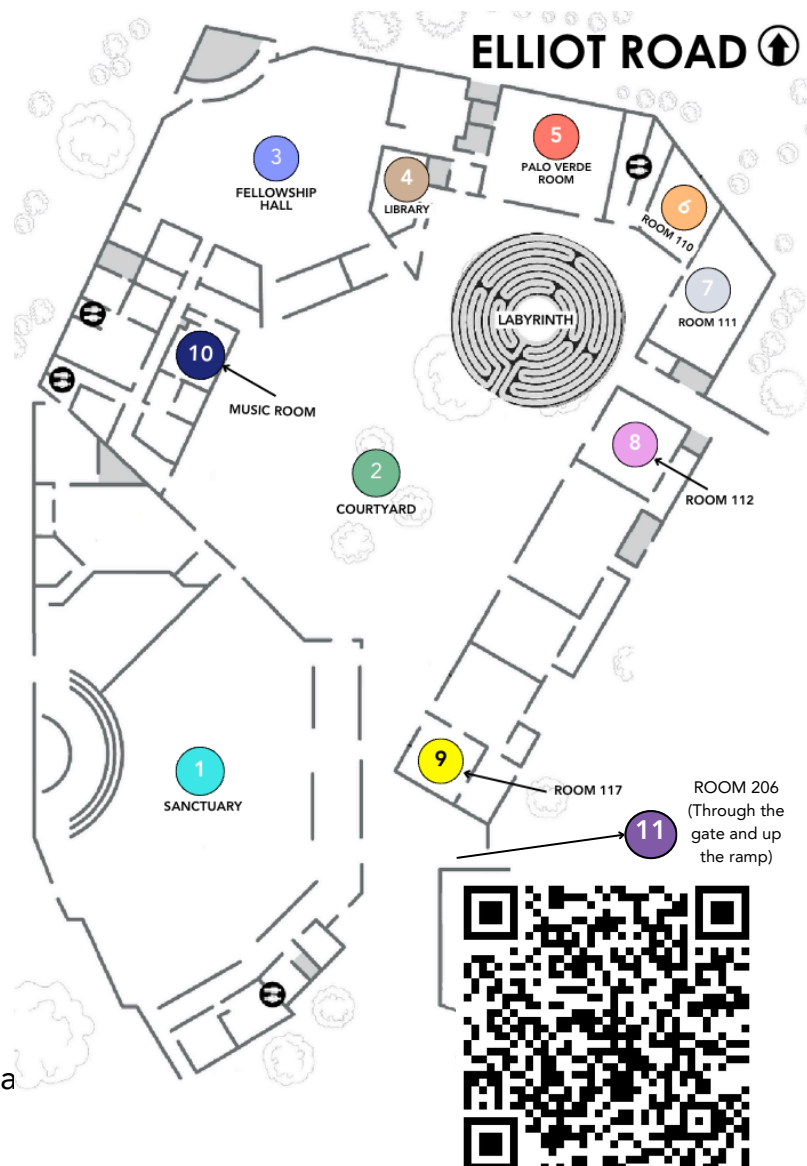 ELLIOT ROAD
5
PALO VERDE
ROOM
3
FELLOWSHIP
HALL
4
LIBRARY
6
ROOM 110
7
ROOM 111
LABYRINTH
10
MUSIC ROOM
8
ROOM 112
2
COURTYARD
9
ROOM 117
1
SANCTUARY
11
ROOM 206
(Through the
gate and up
the ramp)
a